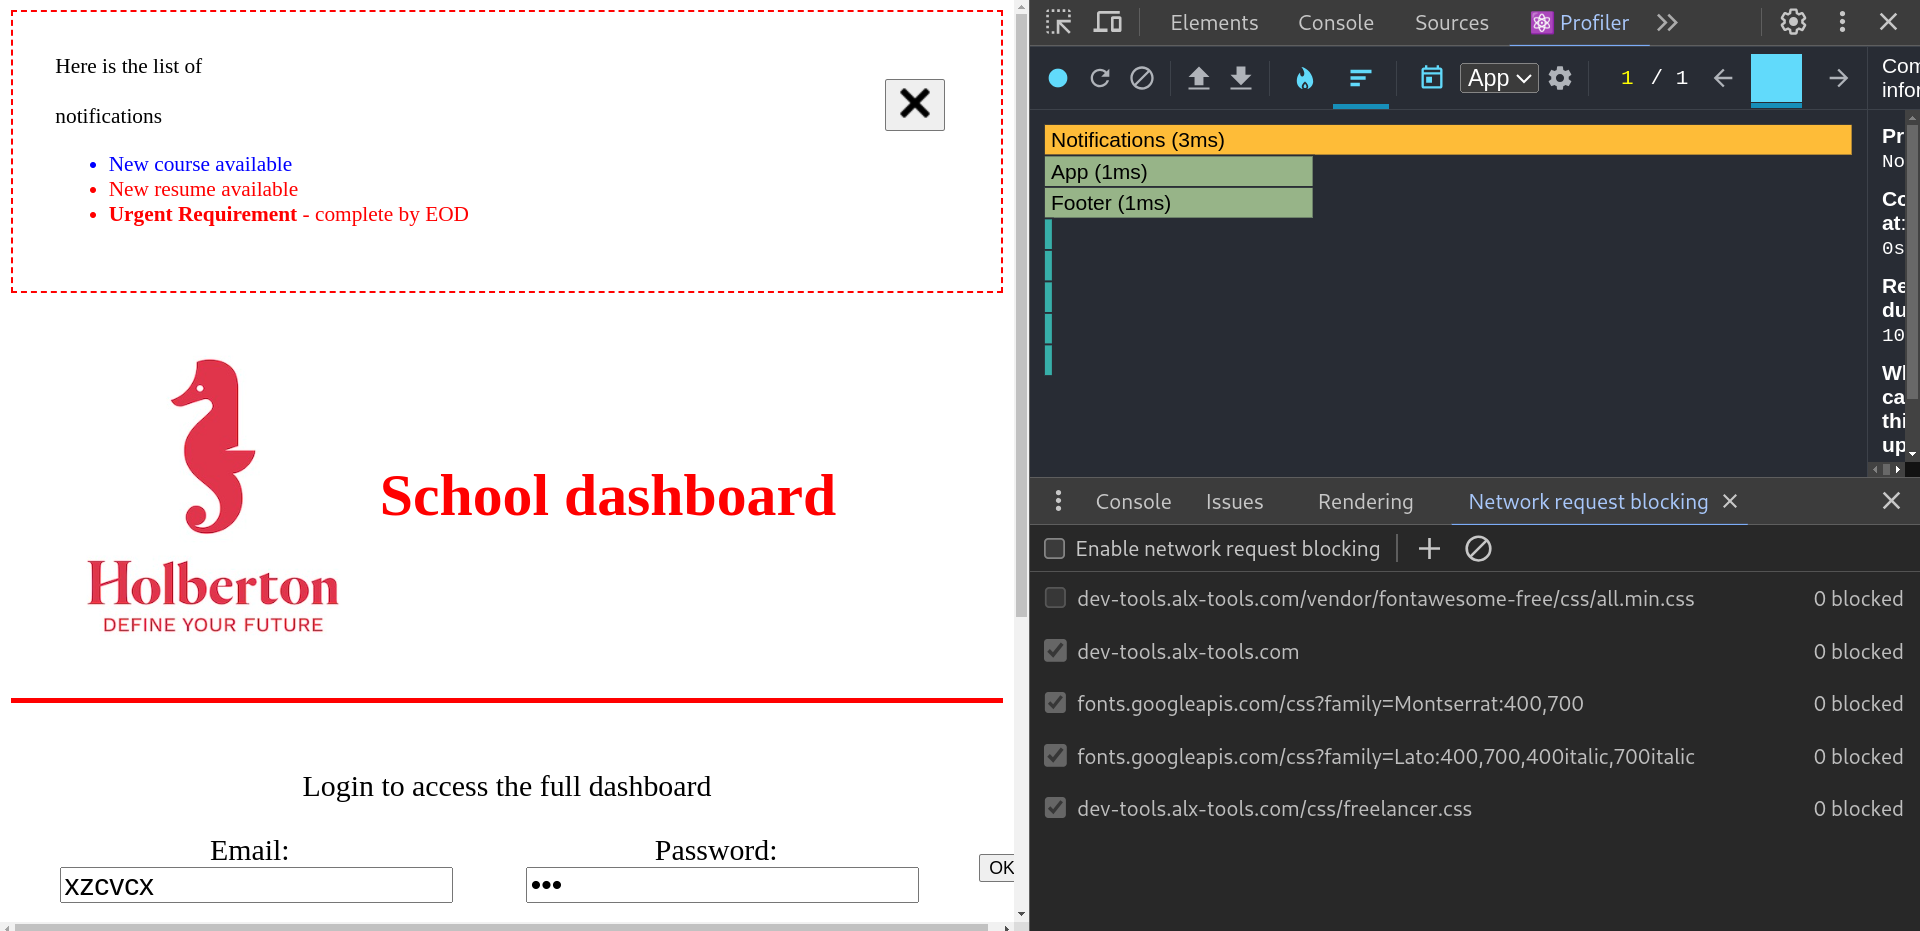 Here is the list of
notifications
New course available
New resume available
Urgent Requirement - complete by EOD
Holberton
DEFINE YOUR FUTURE
School dashboard
Login to access the full dashboard
Email:
Password:
xzcvcx
•••
OK
Elements
Console
Sources
Profiler
App
1 / 1
Notifications (3ms)
App (1ms)
Footer (1ms)
Com
infor
Pr
No
Co
at:
0s
Re
du
10
Wh
ca
thi
up
Console
Issues
Rendering
Network request blocking
Enable network request blocking
dev-tools.alx-tools.com/vendor/fontawesome-free/css/all.min.css 0 blocked
dev-tools.alx-tools.com 0 blocked
fonts.googleapis.com/css?family=Montserrat:400,700 0 blocked
fonts.googleapis.com/css?family=Lato:400,700,400italic,700italic 0 blocked
dev-tools.alx-tools.com/css/freelancer.css 0 blocked